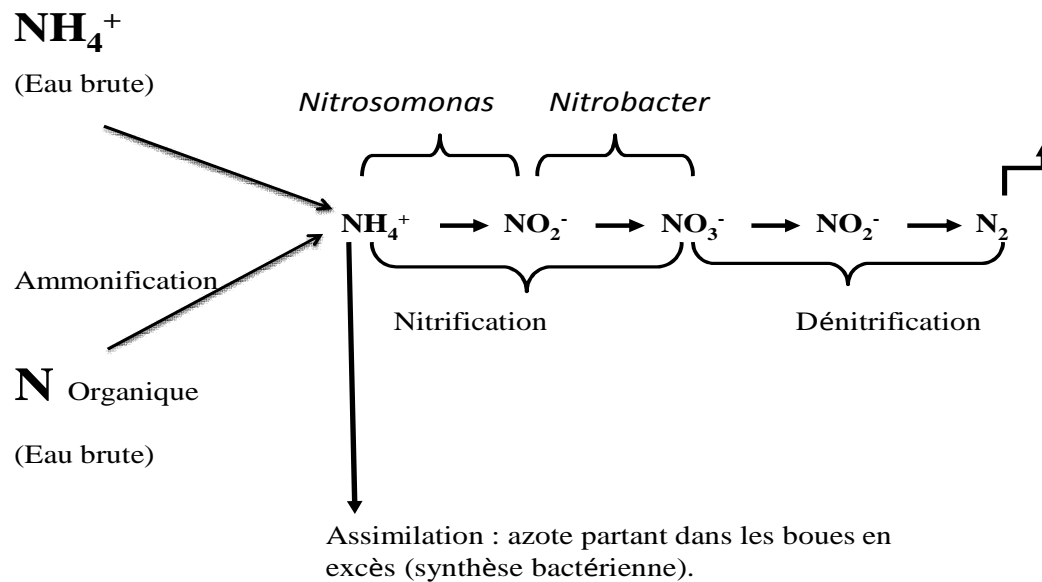 NH₄⁺
(Eau brute)
Nitrosomonas Nitrobacter
NH₄⁺ → NO₂⁻ → NO₃⁻ → NO₂⁻ → N₂
Ammonification
Nitrification Dénitrification
N Organique
(Eau brute)
Assimilation : azote partant dans les boues en
excès (synthèse bactérienne).